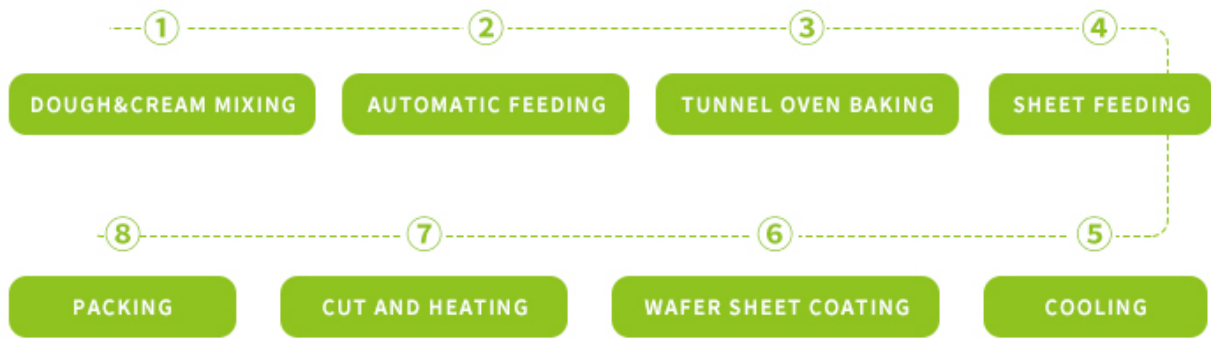 ① ② ③ ④
DOUGH&CREAM MIXING
AUTOMATIC FEEDING
TUNNEL OVEN BAKING
SHEET FEEDING
⑧ ⑦ ⑥ ⑤
PACKING
CUT AND HEATING
WAFER SHEET COATING
COOLING